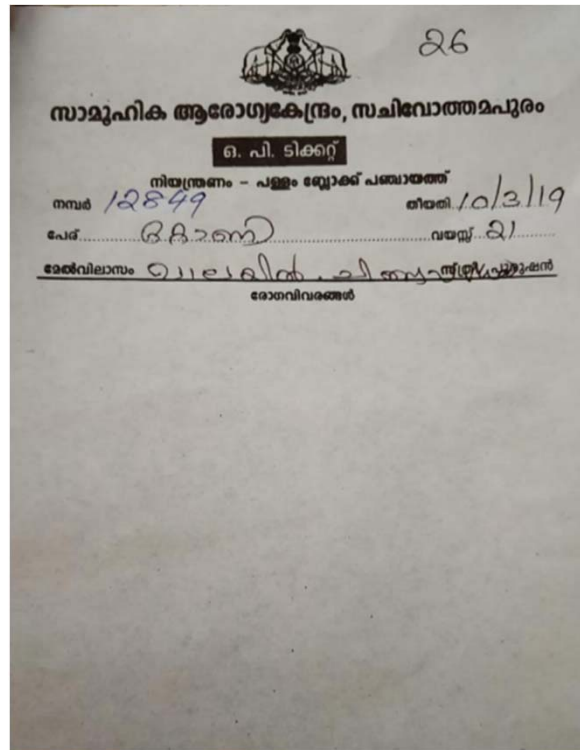 26
സാമൂഹിക ആരോഗ്യകേന്ദ്രം, സചിവോത്തമപുരം
ഒ. പി. ടിക്കറ്റ്
നിയന്ത്രണം – പള്ളം ബ്ലോക്ക് പഞ്ചായത്ത്
നമ്പർ 12849 തീയതി 10/3/19
പേര് വയസ്സ് 21
മേൽവിലാസം സ്ത്രീ/പുരുഷൻ
രോഗവിവരങ്ങൾ